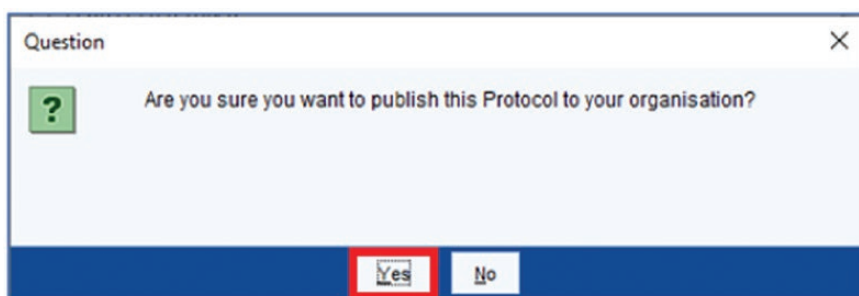 Question
?
Are you sure you want to publish this Protocol to your organisation?
Yes No